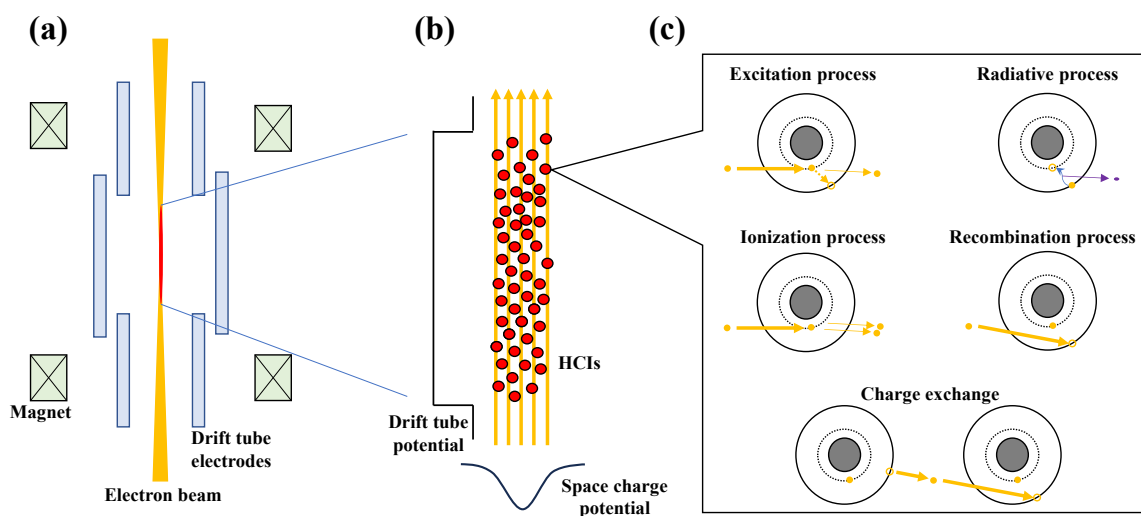 (a)
Magnet
Drift tube
electrodes
Electron beam
(b)
HCIs
Drift tube
potential
Space charge
potential
(c)
Excitation process
Radiative process
Ionization process
Recombination process
Charge exchange